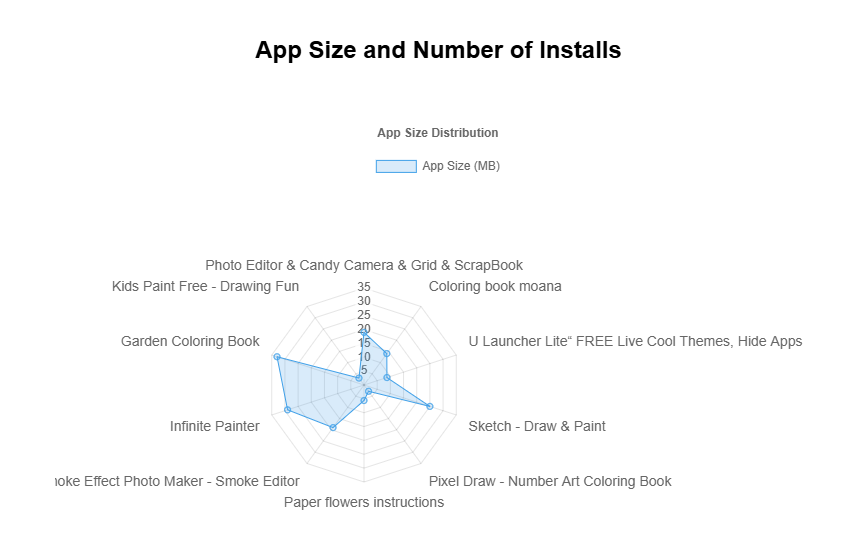 App Size and Number of Installs
App Size Distribution
App Size (MB)
Photo Editor & Candy Camera & Grid & ScrapBook
Kids Paint Free - Drawing Fun
Coloring book moana
35
30
25
20
15
10
5
Garden Coloring Book
U Launcher Lite“ FREE Live Cool Themes, Hide Apps
Infinite Painter
Sketch - Draw & Paint
Effect Photo Maker - Smoke Editor
Pixel Draw - Number Art Coloring Book
Paper flowers instructions